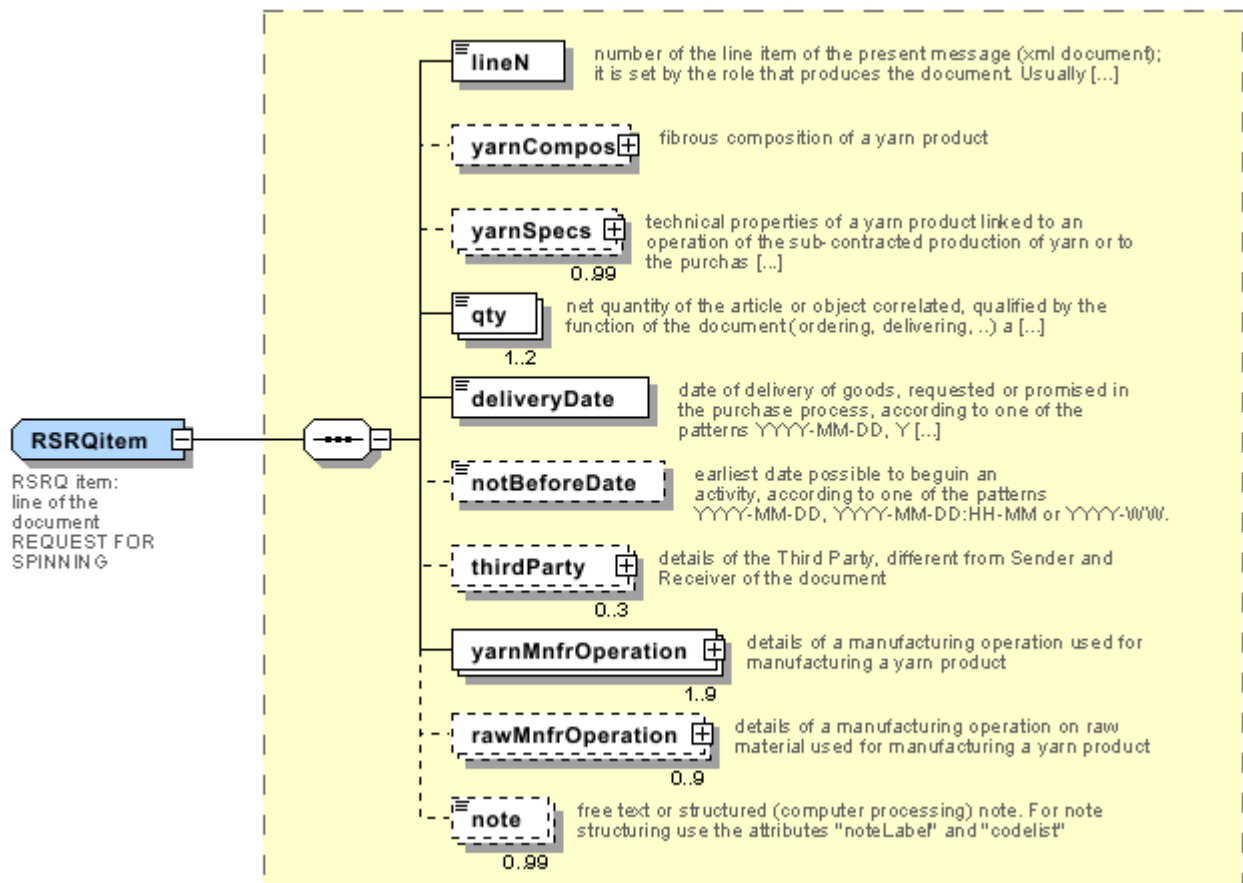 lineN
number of the line item of the present message (xml document);
it is set by the role that produces the document. Usually [...]
yarnCompos
fibrous composition of a yarn product
yarnSpecs
technical properties of a yarn product linked to an
operation of the sub-contracted production of yarn or to
the purchas [...]
0..99
qty
net quantity of the article or object correlated, qualified by the
function of the document (ordering, delivering, ..) a [...]
1..2
deliveryDate
date of delivery of goods, requested or promised in
the purchase process, according to one of the
patterns YYYY-MM-DD, Y [...]
RSRQitem
RSRQ item:
line of the
document
REQUEST FOR
SPINNING
notBeforeDate
earliest date possible to beguin an
activity, according to one of the patterns
YYYY-MM-DD, YYYY-MM-DD:HH-MM or YYYY-WW.
thirdParty
details of the Third Party, different from Sender and
Receiver of the document
0..3
yarnMnfrOperation
details of a manufacturing operation used for
manufacturing a yarn product
1..9
rawMnfrOperation
details of a manufacturing operation on raw
material used for manufacturing a yarn product
0..9
note
free text or structured (computer processing) note. For note
structuring use the attributes "noteLabel" and "codelist"
0..99